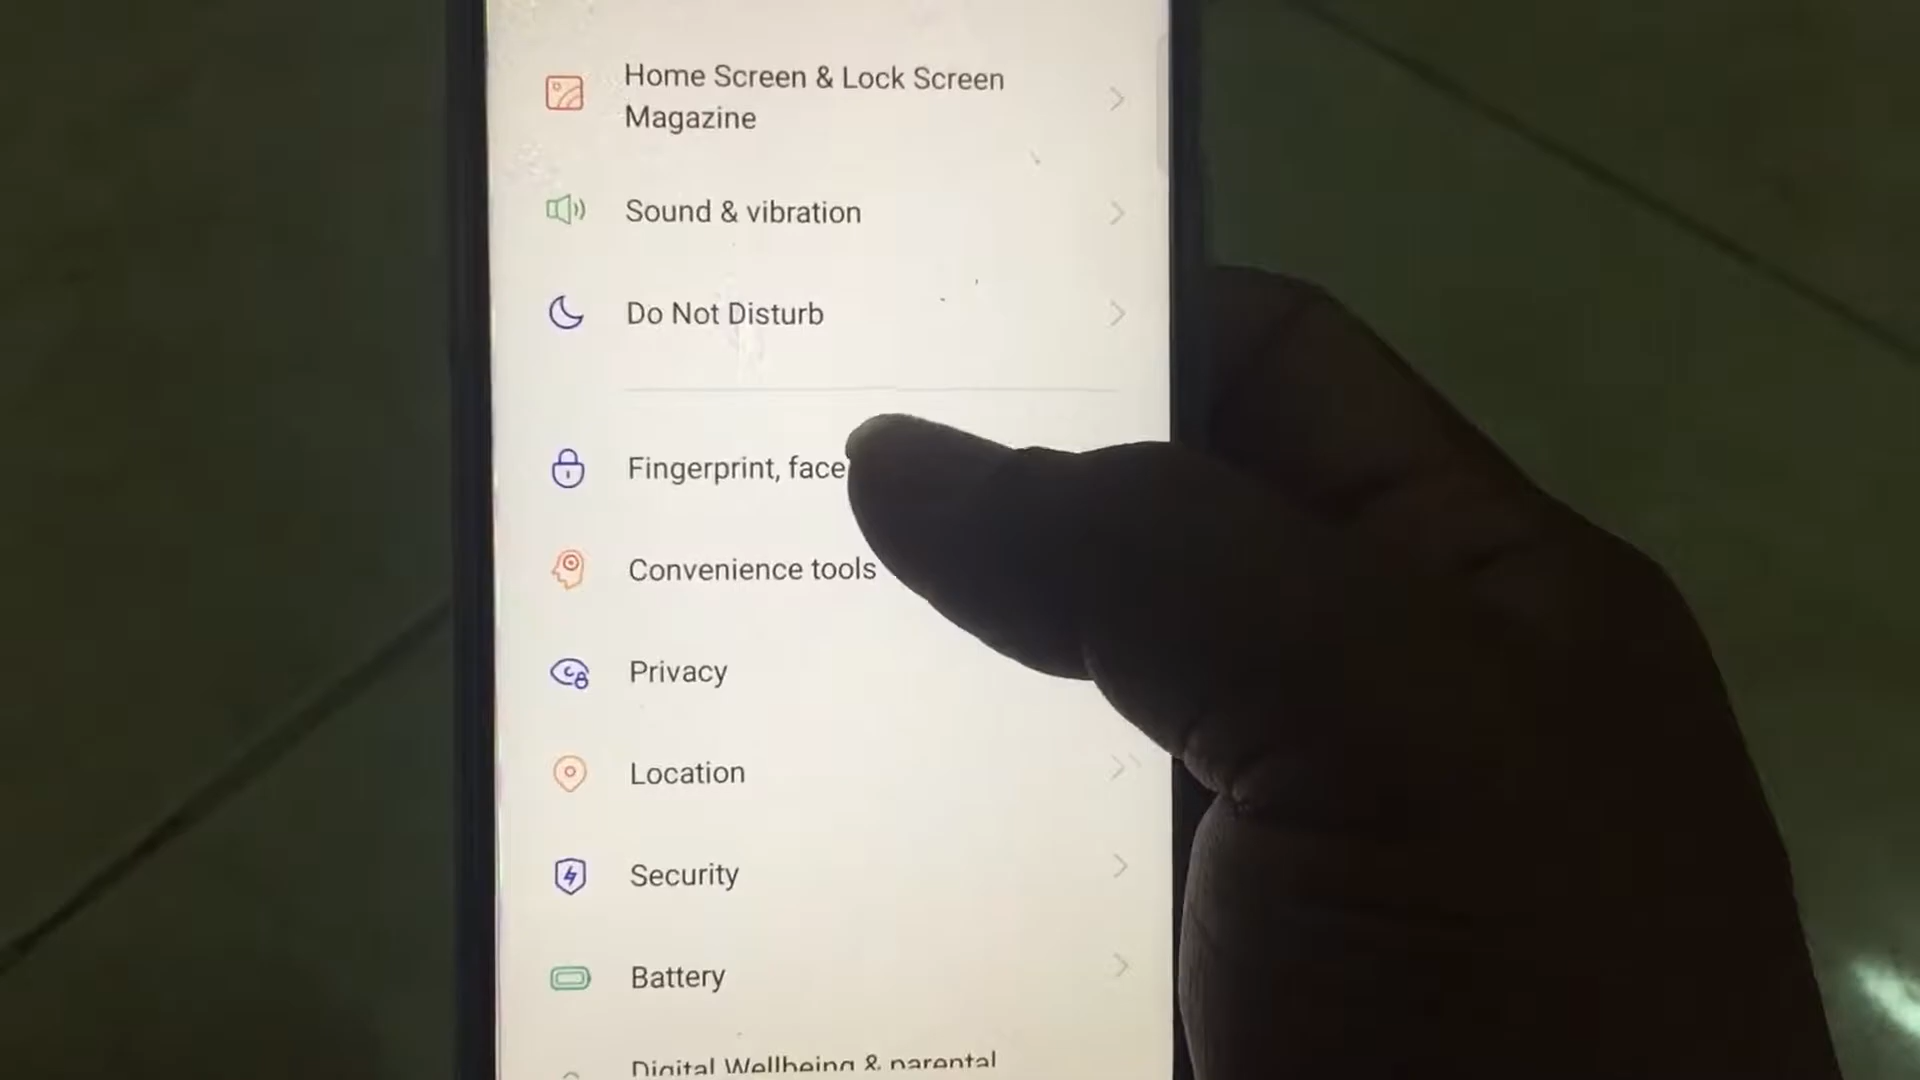 Home Screen & Lock Screen
Magazine
Sound & vibration
Do Not Disturb
Fingerprint, face
Convenience tools
Privacy
Location
Security
Battery
Digital Wellbeing & parental